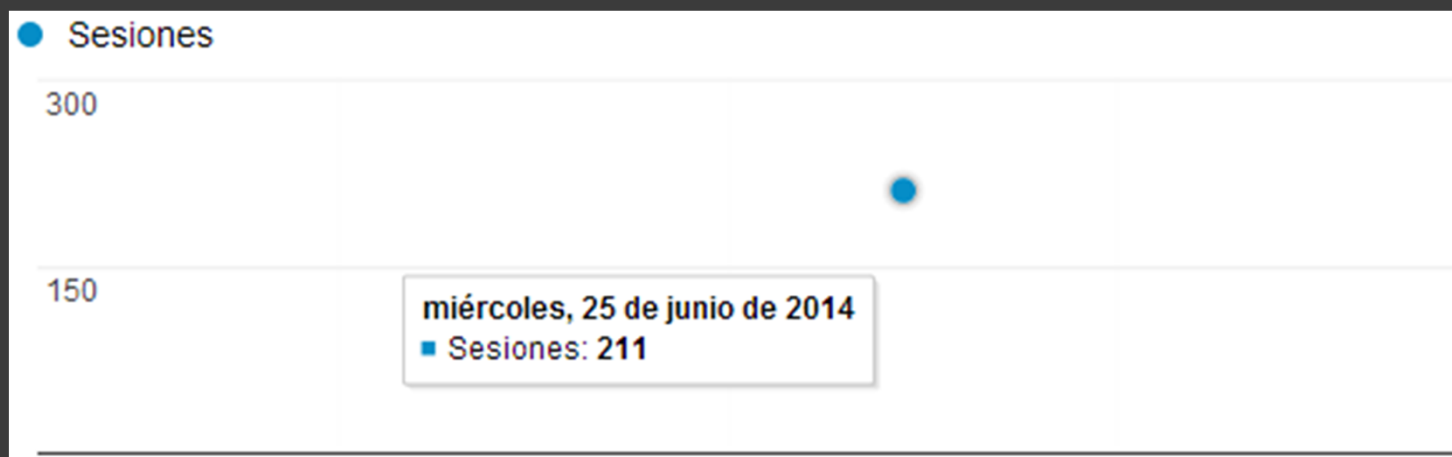 Sesiones
300
150
miércoles, 25 de junio de 2014
Sesiones: 211